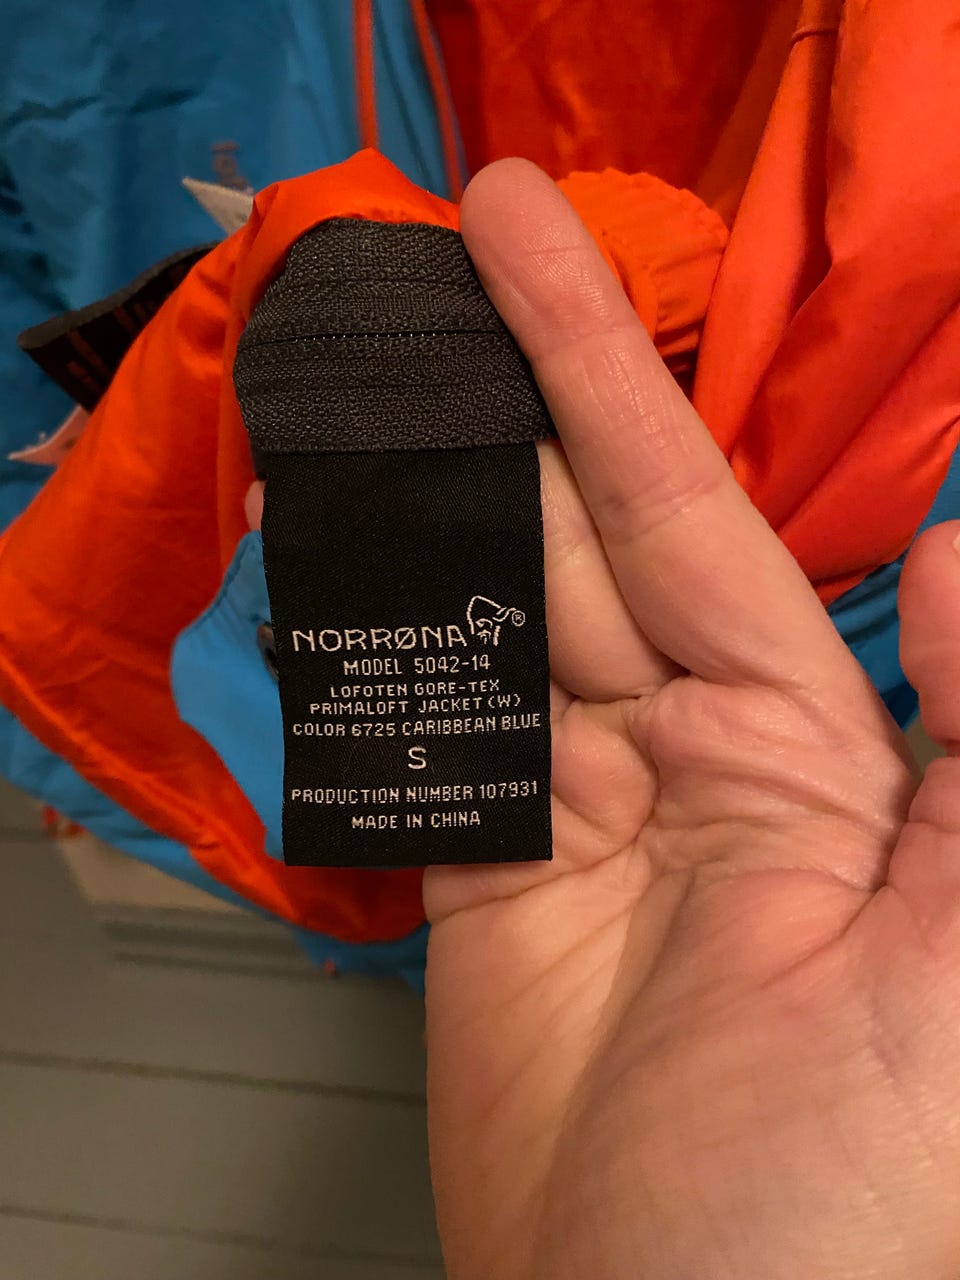 NORRØNA®
MODEL 5042-14
LOFOTEN GORE-TEX
PRIMALOFT JACKET (W)
COLOR 6725 CARIBBEAN BLUE
S
PRODUCTION NUMBER 107931
MADE IN CHINA